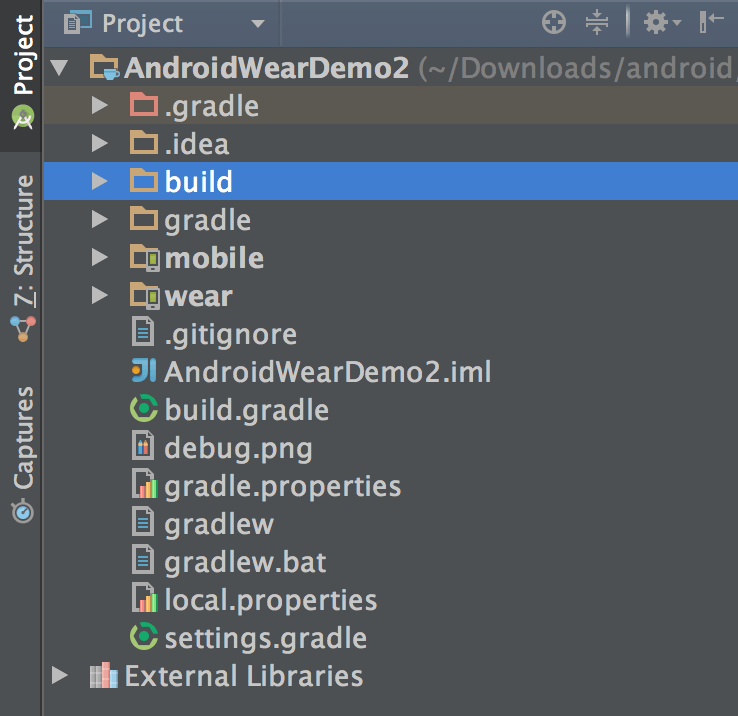 Project
Project
Z: Structure
Captures
AndroidWearDemo2 (~/Downloads/android
.gradle
.idea
build
gradle
mobile
wear
.gitignore
AndroidWearDemo2.iml
build.gradle
debug.png
gradle.properties
gradlew
gradlew.bat
local.properties
settings.gradle
External Libraries